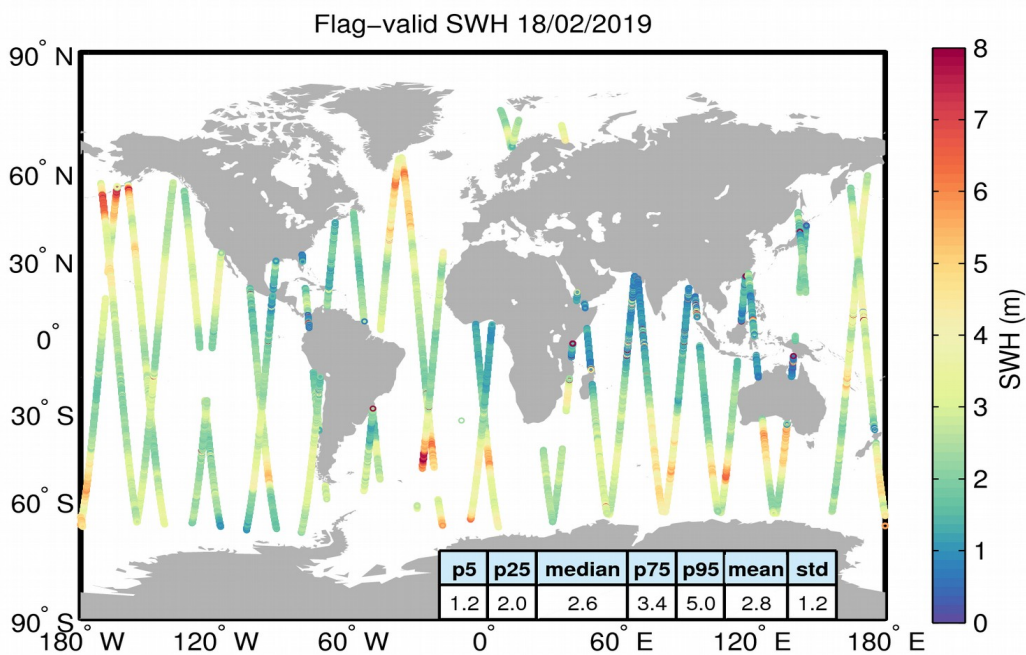 Flag−valid SWH 18/02/2019
90° N
60° N
30° N
0°
30° S
60° S
90° S
180° W 120° W 60° W 0° 60° E 120° E 180° E
p5 p25 median p75 p95 mean std
1.2 2.0 2.6 3.4 5.0 2.8 1.2
8
7
6
5
4
3
2
1
0
SWH (m)